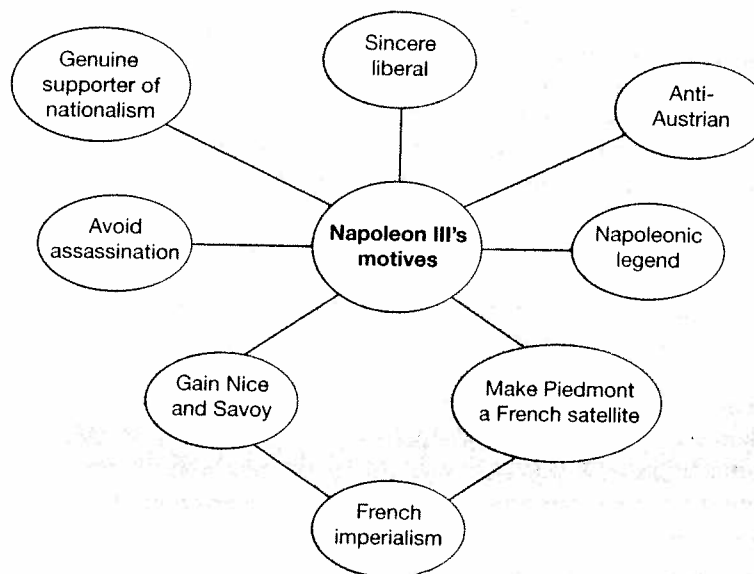 Genuine
supporter of
nationalism
Sincere
liberal
Anti-
Austrian
Avoid
assassination
Napoleon III's
motives
Napoleonic
legend
Gain Nice
and Savoy
Make Piedmont
a French satellite
French
imperialism